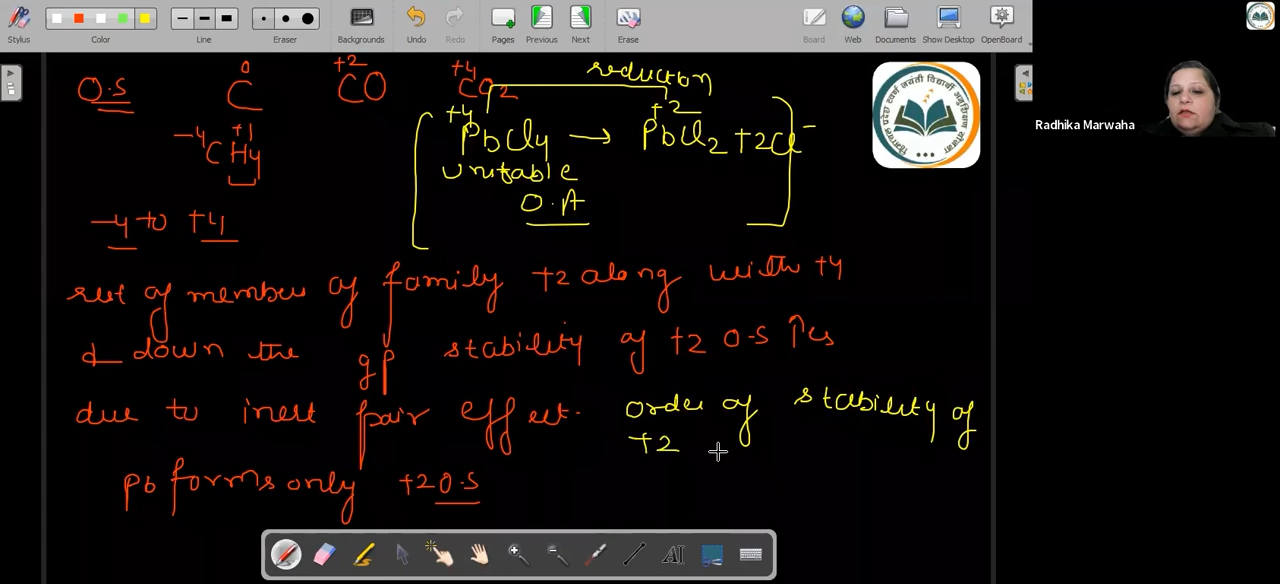 Stylus
Color
Line
Eraser
Backgrounds
Undo
Redo
Pages
Previous
Next
Erase
Board
Web
Documents
Show Desktop
OpenBoard
Radhika Marwaha
O.S
0
C
+2
CO
+4
CO2
reduction
-4 +1
CH4
+4 +2
PbCl4 → PbCl2 + 2Cl-
unstable
O.A
-4 to +4
rest of member of family +2 along with +4
& down the gp stability of +2 O.S ↑es
due to inert pair effect.
order of stability of
+2
Pb forms only +2 O.S
AI